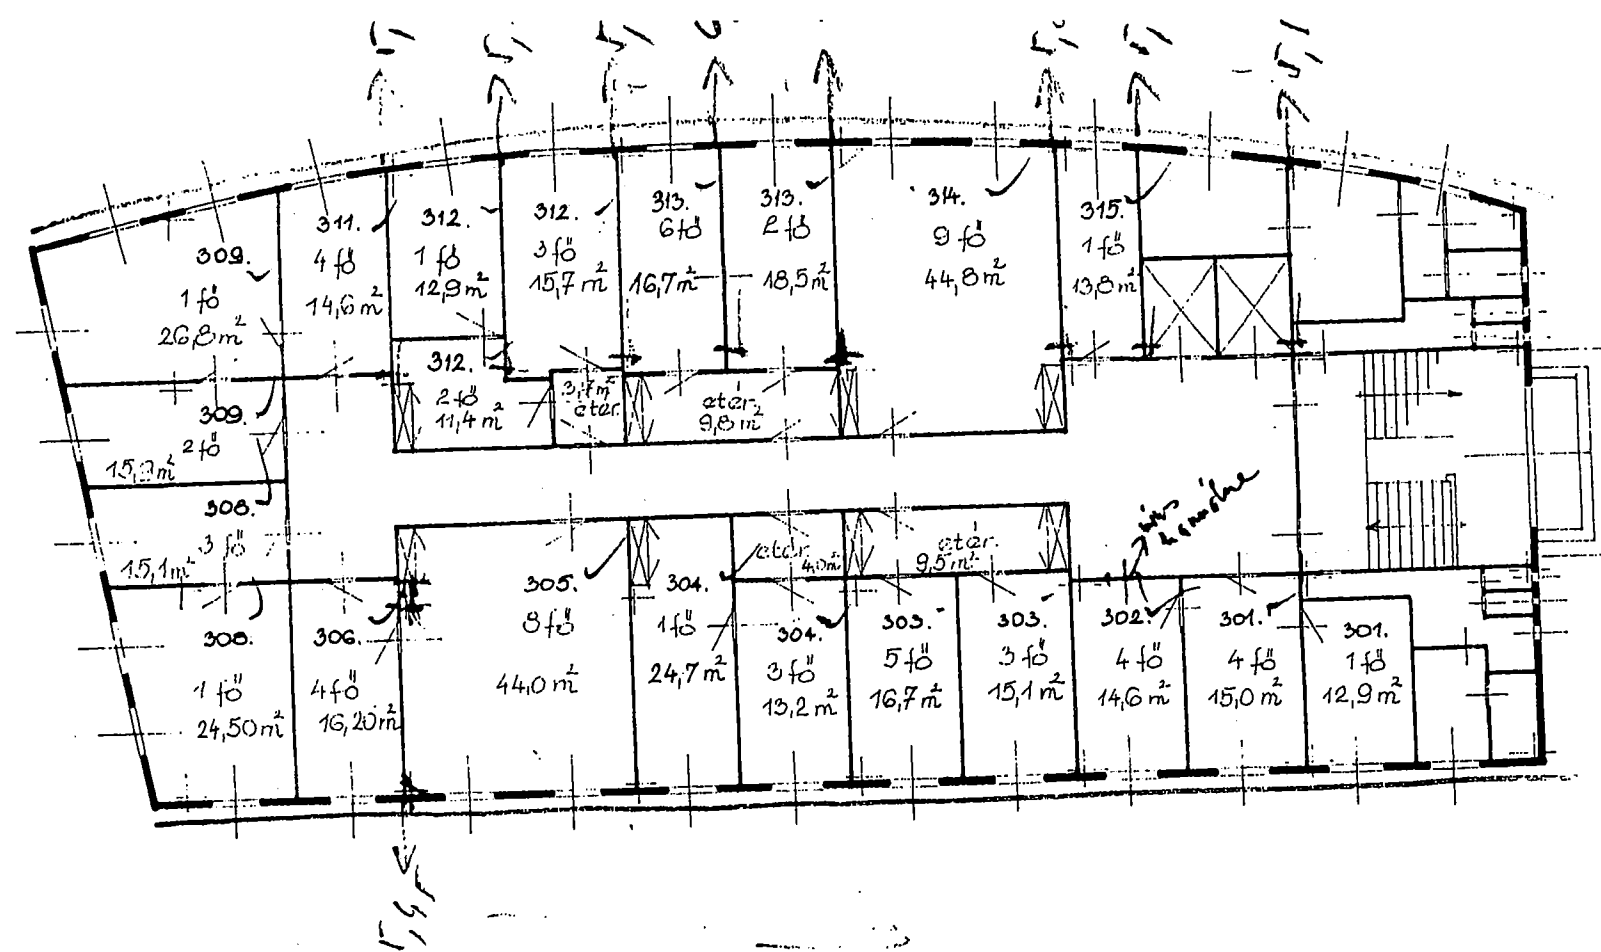 309.
1 fő
26,8 m²
311.
4 fő
14,6 m²
312.
1 fő
12,9 m²
312.
3 fő
15,7 m²
313.
6 fő
16,7 m²
313.
2 fő
18,5 m²
314.
9 fő
44,8 m²
315.
1 fő
13,8 m²
312.
2 fő
11,4 m²
3,7 m²
eter.
eter.
9,8 m²
309.
2 fő
308.
3 fő
15,1 m²
308.
1 fő
24,50 m²
306.
4 fő
16,20 m²
305.
8 fő
44,0 m²
304.
1 fő
24,7 m²
eter.
4,0 m²
304.
3 fő
13,2 m²
eter.
9,5 m²
303.
5 fő
16,7 m²
303.
3 fő
15,1 m²
302.
4 fő
14,6 m²
301.
4 fő
15,0 m²
301.
1 fő
12,9 m²